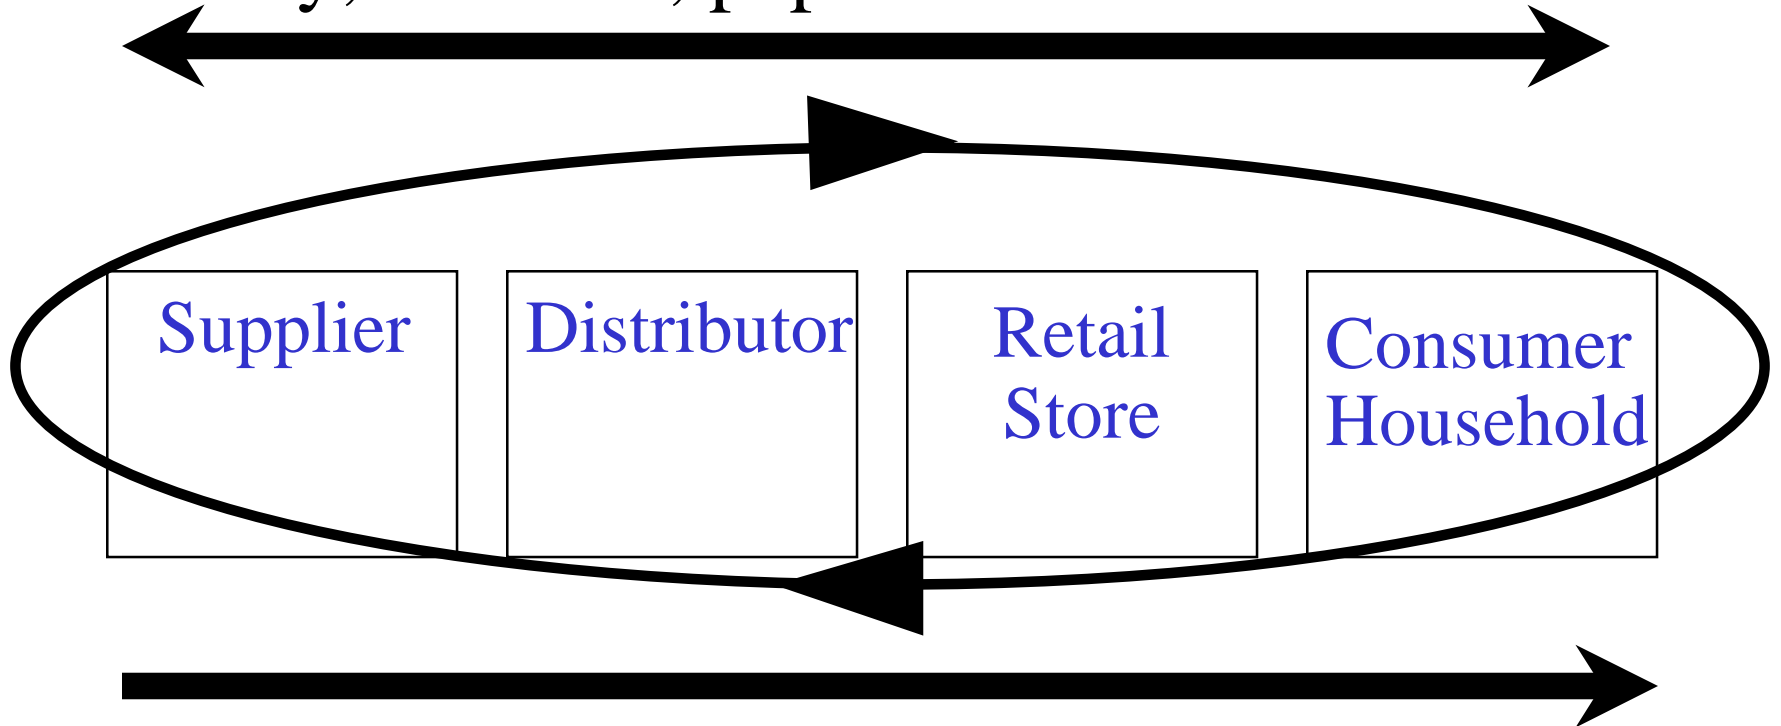 Supplier
Distributor
Retail
Store
Consumer
Household